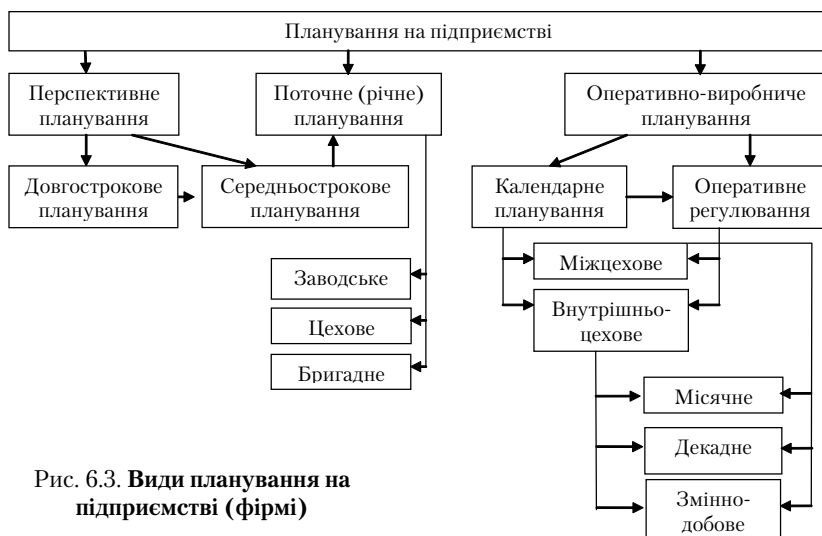 Планування на підприємстві
Перспективне
планування
Поточне (річне)
планування
Оперативно-виробниче
планування
Довгострокове
планування
Середньострокове
планування
Календарне
планування
Оперативне
регулювання
Міжцехове
Заводське
Внутрішньо-
цехове
Цехове
Бригадне
Місячне
Декадне
Змінно-
добове
Рис. 6.3. Види планування на
підприємстві (фірмі)